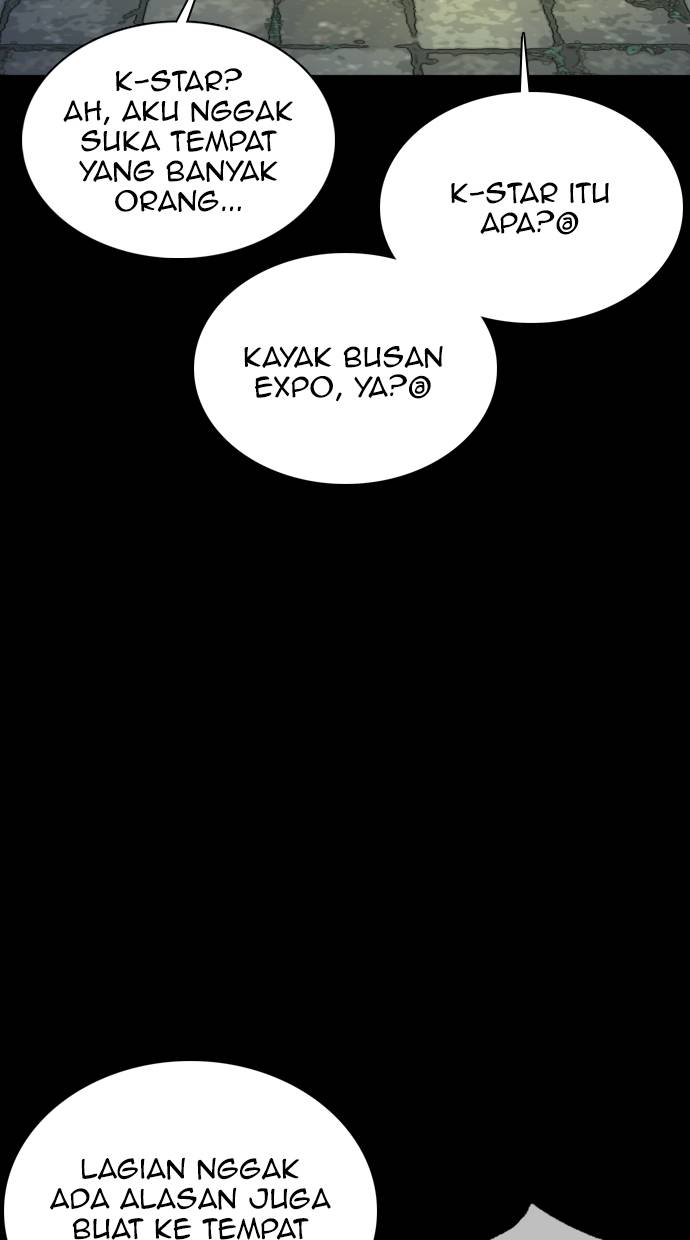 K-STAR?
AH, AKU NGGAK
SUKA TEMPAT
YANG BANYAK
ORANG...
K-STAR ITU
APA?@
KAYAK BUSAN
EXPO, YA?@
LAGIAN NGGAK
ADA ALASAN JUGA
BUAT KE TEMPAT